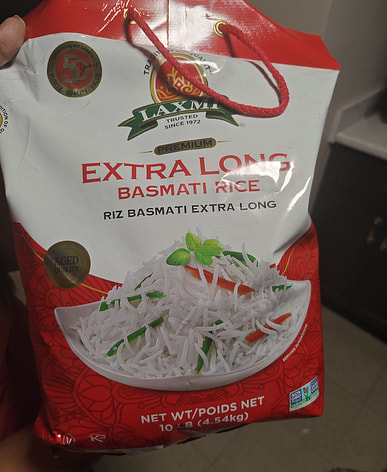 LAXMI
TRUSTED
SINCE 1972
PREMIUM
EXTRA LONG
BASMATI RICE
RIZ BASMATI EXTRA LONG
AGED
QUALITY
NET WT/POIDS NET
10 LB (4.54kg)